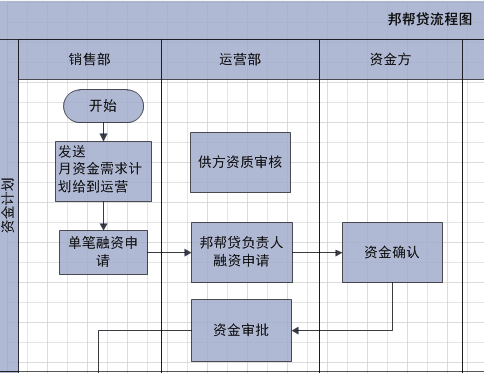 邦帮贷流程图
销售部
运营部
资金方
资金计划
开始
发送
月资金需求计
划给到运营
供方资质审核
单笔融资申
请
邦帮贷负责人
融资申请
资金确认
资金审批